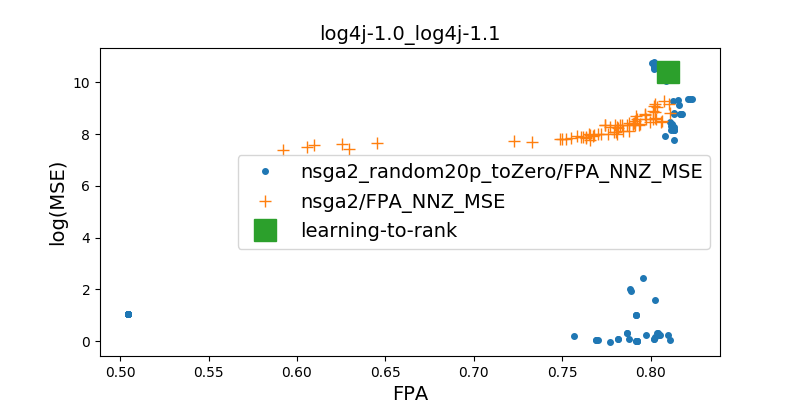 log4j-1.0_log4j-1.1
log(MSE)
10
8
6
4
2
0
nsga2_random20p_toZero/FPA_NNZ_MSE
nsga2/FPA_NNZ_MSE
learning-to-rank
0.50 0.55 0.60 0.65 0.70 0.75 0.80
FPA